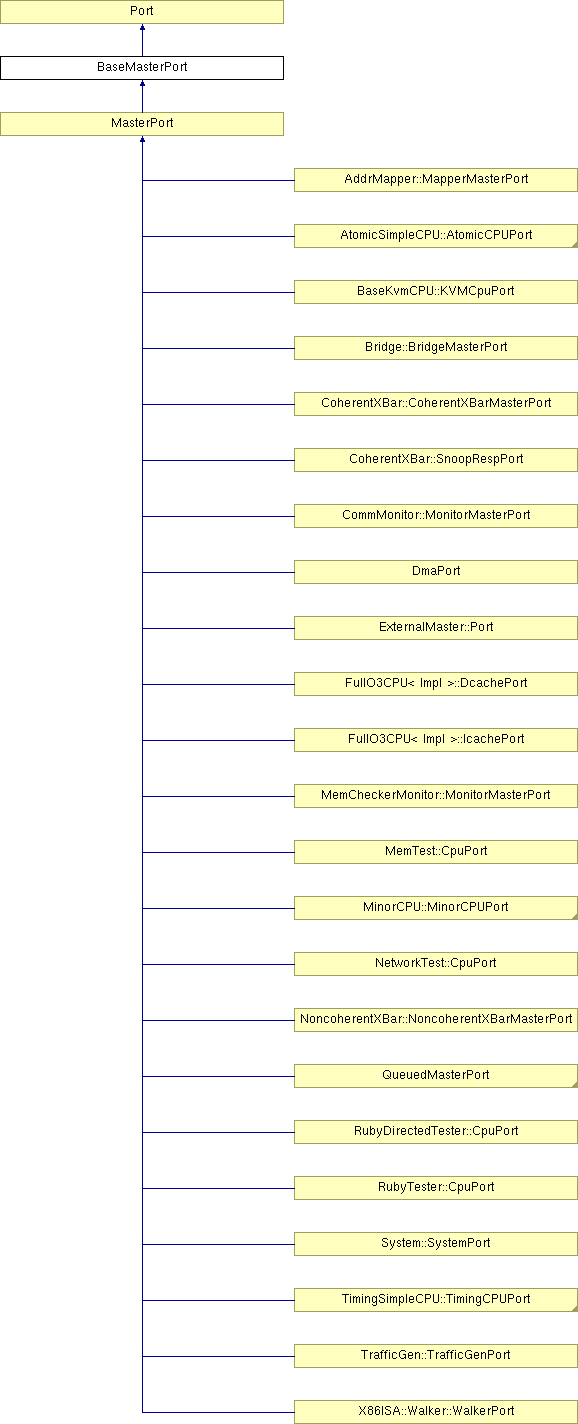 Port
BaseMasterPort
MasterPort
AddrMapper::MapperMasterPort
AtomicSimpleCPU::AtomicCPUPort
BaseKvmCPU::KVMCpuPort
Bridge::BridgeMasterPort
CoherentXBar::CoherentXBarMasterPort
CoherentXBar::SnoopRespPort
CommMonitor::MonitorMasterPort
DmaPort
ExternalMaster::Port
FullO3CPU< Impl >::DcachePort
FullO3CPU< Impl >::IcachePort
MemCheckerMonitor::MonitorMasterPort
MemTest::CpuPort
MinorCPU::MinorCPUPort
NetworkTest::CpuPort
NoncoherentXBar::NoncoherentXBarMasterPort
QueuedMasterPort
RubyDirectedTester::CpuPort
RubyTester::CpuPort
System::SystemPort
TimingSimpleCPU::TimingCPUPort
TrafficGen::TrafficGenPort
X86ISA::Walker::WalkerPort